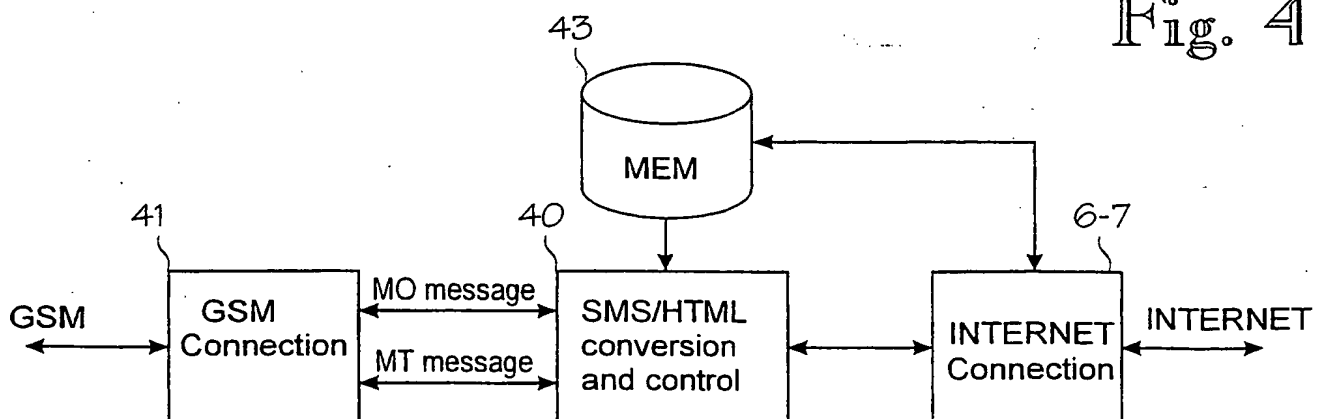 Fig. 4
43
MEM
41
40
6-7
GSM
GSM
Connection
MO message
MT message
SMS/HTML
conversion
and control
INTERNET
Connection
INTERNET